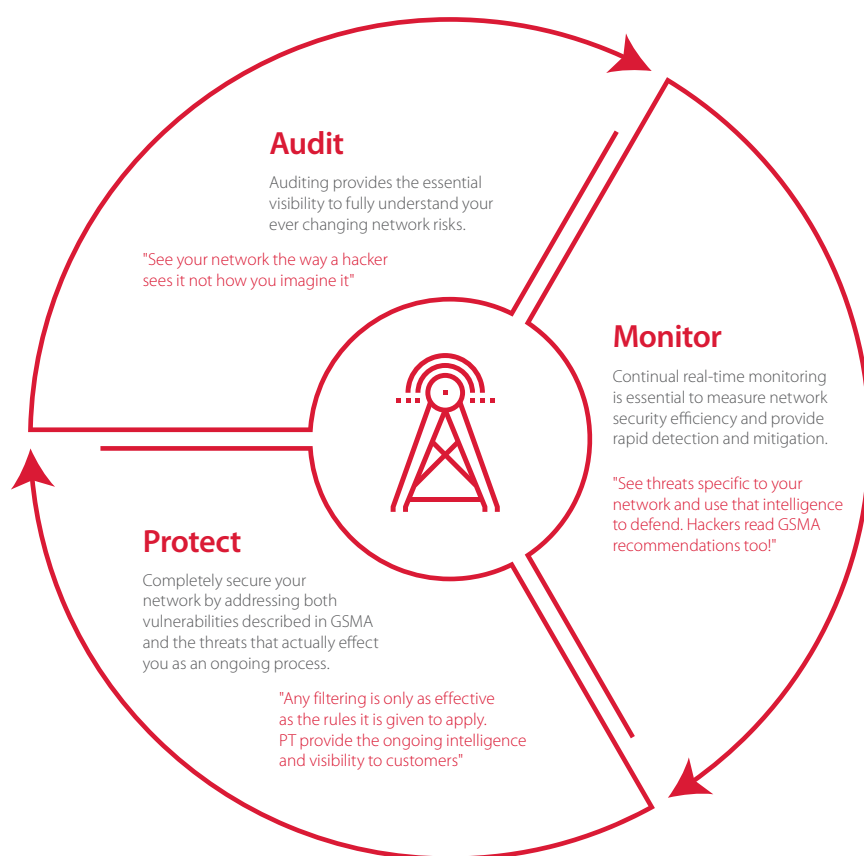 Audit
Auditing provides the essential
visibility to fully understand your
ever changing network risks.
"See your network the way a hacker
sees it not how you imagine it"
Monitor
Continual real-time monitoring
is essential to measure network
security efficiency and provide
rapid detection and mitigation.
"See threats specific to your
network and use that intelligence
to defend. Hackers read GSMA
recommendations too!"
Protect
Completely secure your
network by addressing both
vulnerabilities described in GSMA
and the threats that actually effect
you as an ongoing process.
"Any filtering is only as effective
as the rules it is given to apply.
PT provide the ongoing intelligence
and visibility to customers"